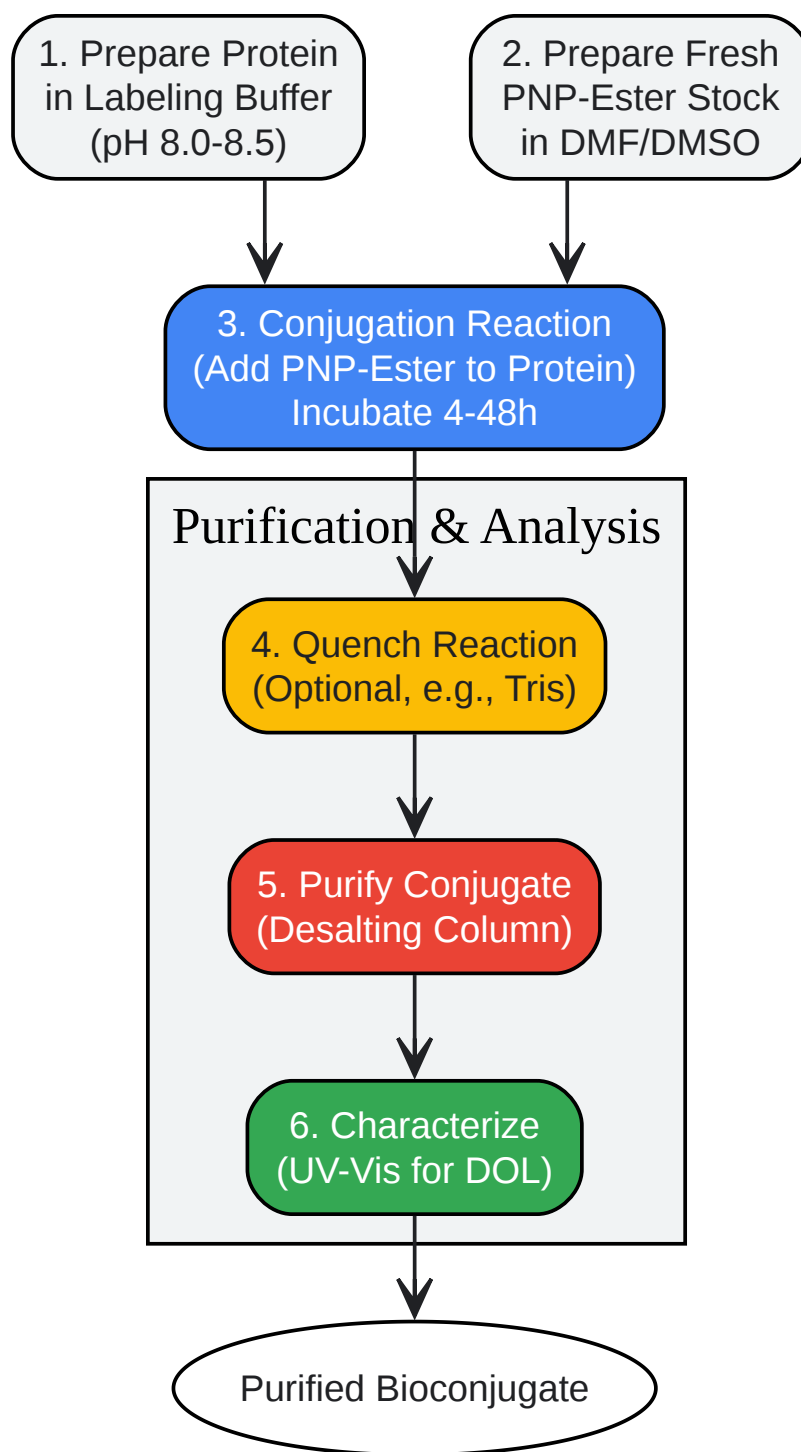 1. Prepare Protein
in Labeling Buffer
(pH 8.0-8.5)
2. Prepare Fresh
PNP-Ester Stock
in DMF/DMSO
3. Conjugation Reaction
(Add PNP-Ester to Protein)
Incubate 4-48h
Purification & Analysis
4. Quench Reaction
(Optional, e.g., Tris)
5. Purify Conjugate
(Desalting Column)
6. Characterize
(UV-Vis for DOL)
Purified Bioconjugate